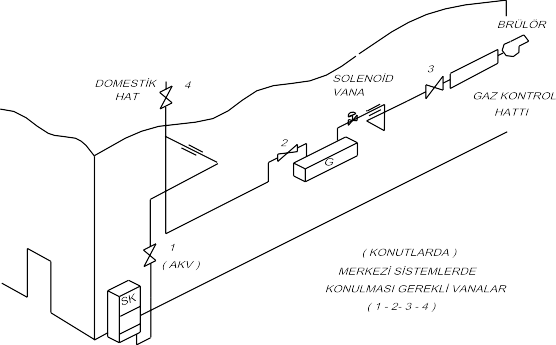 BRÜLÖR
3
SOLENOİD
VANA
DOMESTİK
HAT
4
GAZ KONTROL
HATTI
2
G
1
( AKV )
( KONUTLARDA )
MERKEZİ SİSTEMLERDE
KONULMASI GEREKLİ VANALAR
( 1 - 2- 3 - 4 )
SK